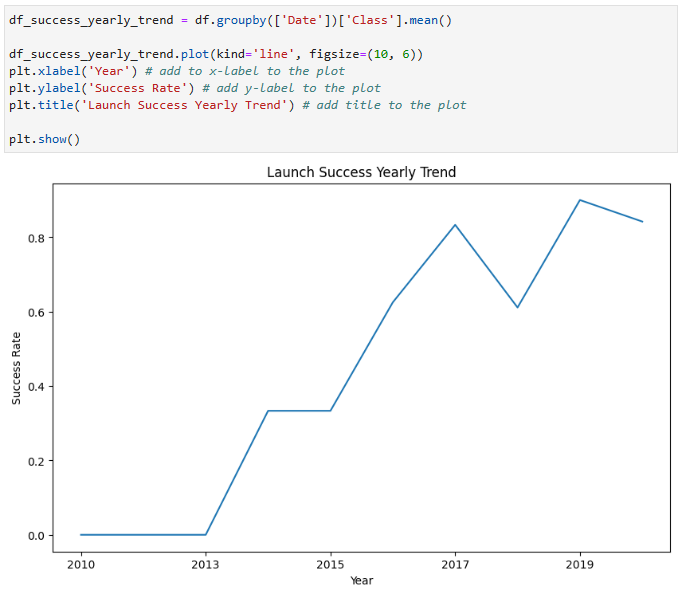 df_success_yearly_trend = df.groupby(['Date'])['Class'].mean()
df_success_yearly_trend.plot(kind='line', figsize=(10, 6))
plt.xlabel('Year') # add to x-label to the plot
plt.ylabel('Success Rate') # add y-label to the plot
plt.title('Launch Success Yearly Trend') # add title to the plot
plt.show()
Launch Success Yearly Trend
Success Rate
0.8
0.6
0.4
0.2
0.0
2010 2013 2015 2017 2019
Year